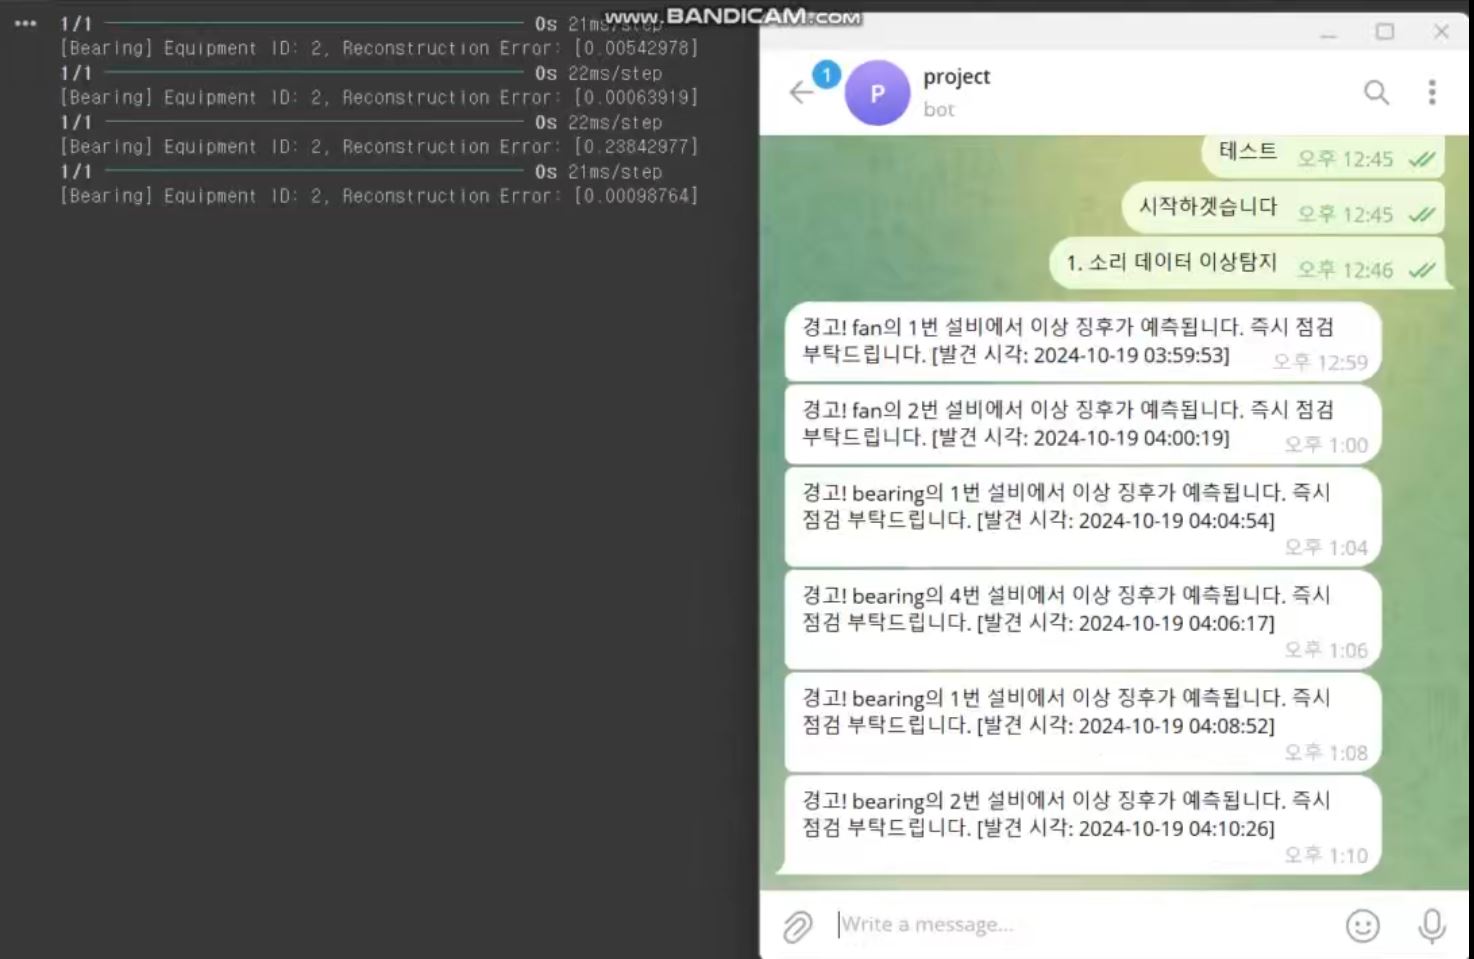 www.BANDICAM.com
1/1 0s 21ms/step
[Bearing] Equipment ID: 2, Reconstruction Error: [0.00542978]
1/1 0s 22ms/step
[Bearing] Equipment ID: 2, Reconstruction Error: [0.00063919]
1/1 0s 22ms/step
[Bearing] Equipment ID: 2, Reconstruction Error: [0.23842977]
1/1 0s 21ms/step
[Bearing] Equipment ID: 2, Reconstruction Error: [0.00098764]
1
P
project
bot
테스트 오후 12:45
시작하겠습니다 오후 12:45
1. 소리 데이터 이상탐지 오후 12:46
경고! fan의 1번 설비에서 이상 징후가 예측됩니다. 즉시 점검
부탁드립니다. [발견 시각: 2024-10-19 03:59:53] 오후 12:59
경고! fan의 2번 설비에서 이상 징후가 예측됩니다. 즉시 점검
부탁드립니다. [발견 시각: 2024-10-19 04:00:19] 오후 1:00
경고! bearing의 1번 설비에서 이상 징후가 예측됩니다. 즉시
점검 부탁드립니다. [발견 시각: 2024-10-19 04:04:54]
오후 1:04
경고! bearing의 4번 설비에서 이상 징후가 예측됩니다. 즉시
점검 부탁드립니다. [발견 시각: 2024-10-19 04:06:17]
오후 1:06
경고! bearing의 1번 설비에서 이상 징후가 예측됩니다. 즉시
점검 부탁드립니다. [발견 시각: 2024-10-19 04:08:52]
오후 1:08
경고! bearing의 2번 설비에서 이상 징후가 예측됩니다. 즉시
점검 부탁드립니다. [발견 시각: 2024-10-19 04:10:26]
오후 1:10
Write a message...